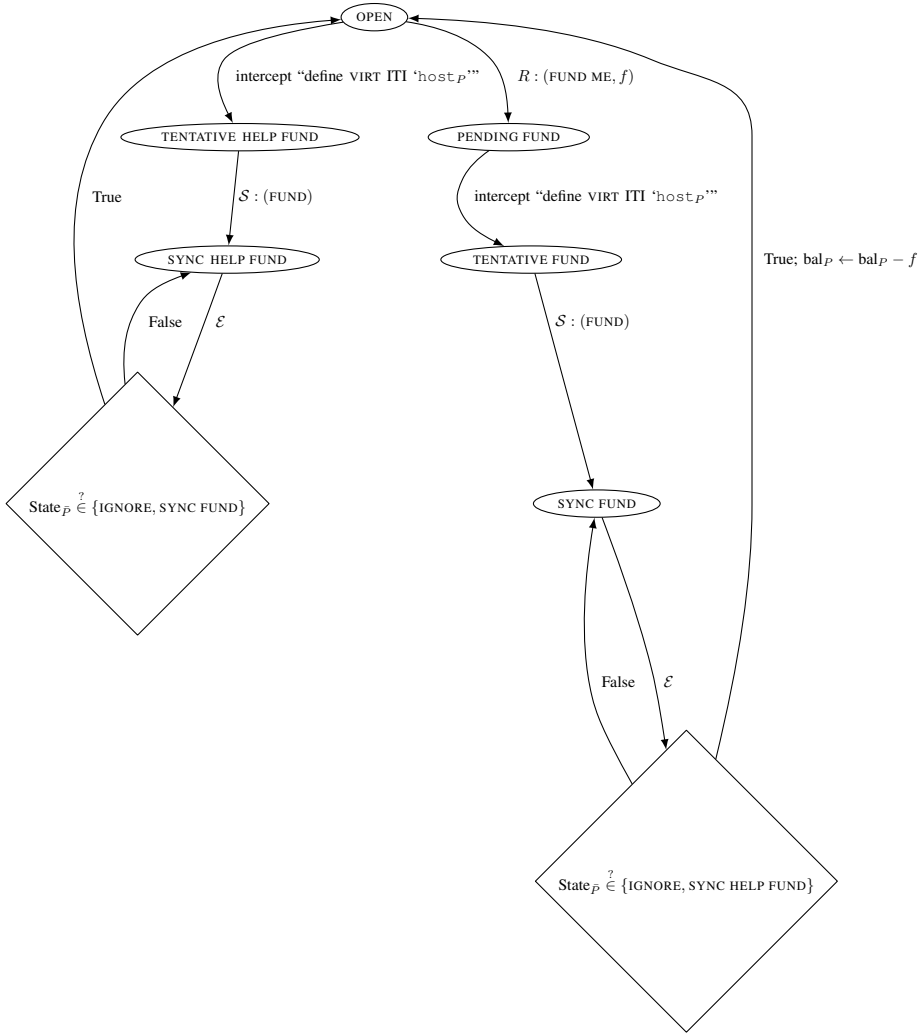 OPEN
intercept “define VIRT ITI ‘host_P’”
R : (FUND ME, f)
TENTATIVE HELP FUND
PENDING FUND
True
𝒮 : (FUND)
intercept “define VIRT ITI ‘host_P’”
SYNC HELP FUND
TENTATIVE FUND
True; bal_P ← bal_P − f
False
ℰ
𝒮 : (FUND)
State_P̄ ∈? {IGNORE, SYNC FUND}
SYNC FUND
False
ℰ
State_P̄ ∈? {IGNORE, SYNC HELP FUND}